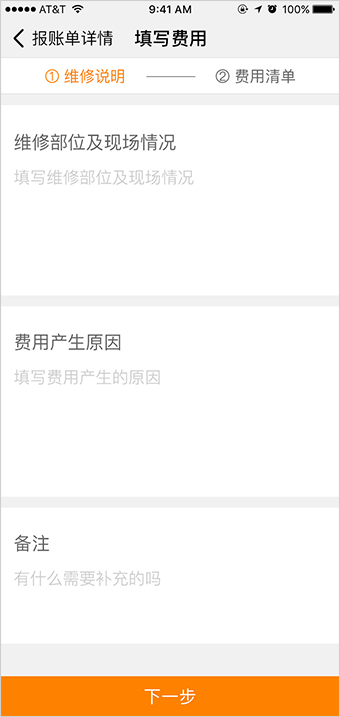 AT&T 9:41 AM 100%
报账单详情 填写费用
① 维修说明 ② 费用清单
维修部位及现场情况
填写维修部位及现场情况
费用产生原因
填写费用产生的原因
备注
有什么需要补充的吗
下一步